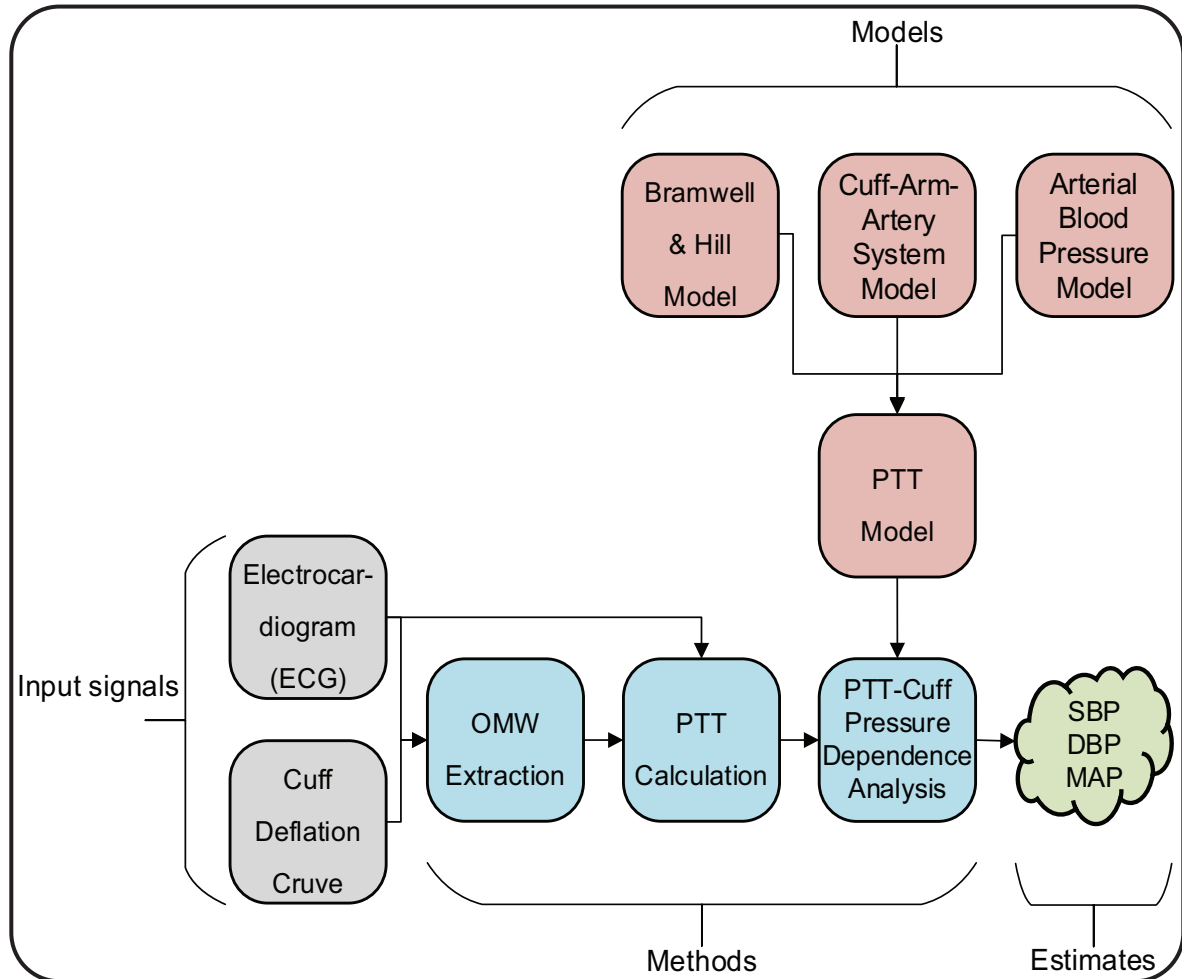 Models
Bramwell
& Hill
Model
Cuff-Arm-
Artery
System
Model
Arterial
Blood
Pressure
Model
PTT
Model
Input signals
Electrocar-
diogram
(ECG)
Cuff
Deflation
Cruve
OMW
Extraction
PTT
Calculation
PTT-Cuff
Pressure
Dependence
Analysis
SBP
DBP
MAP
Methods
Estimates